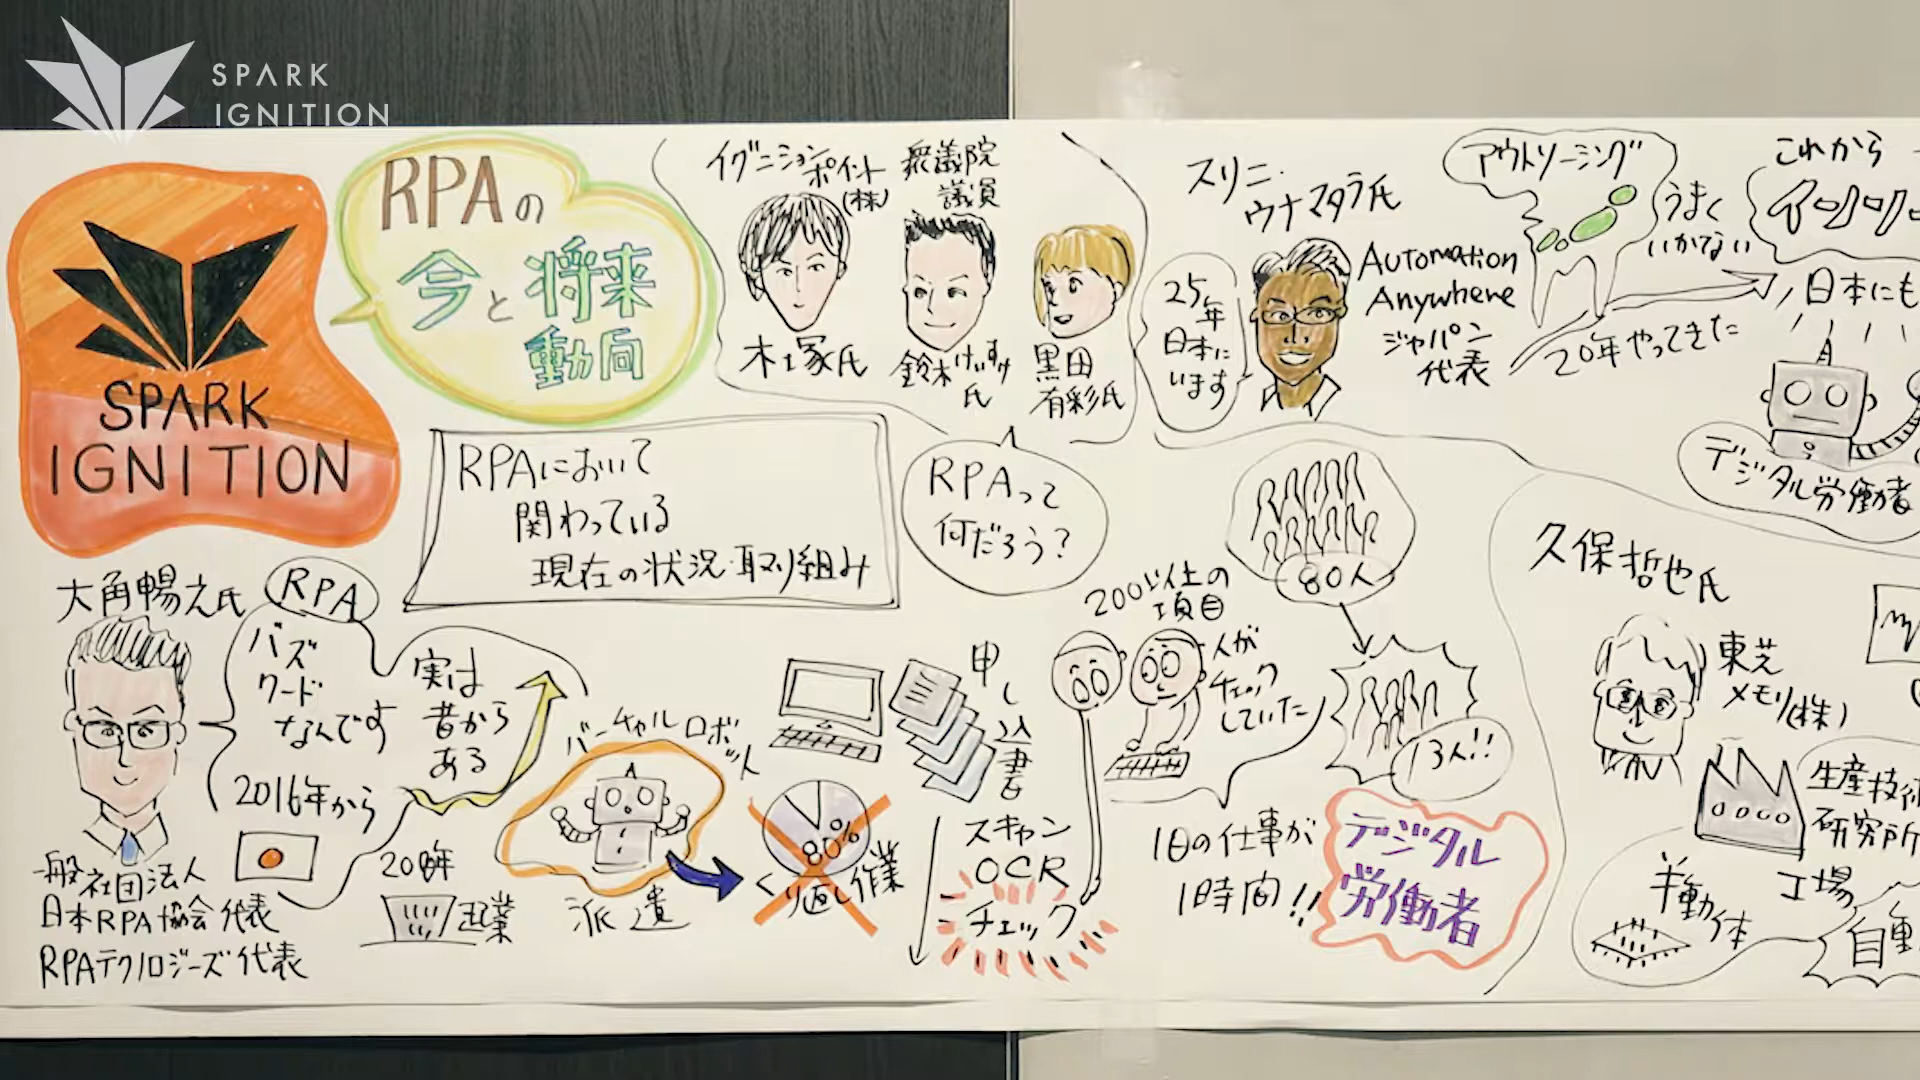 SPARK
IGNITION
SPARK
IGNITION
RPAの
今と将来
動向
イグニション
ポイント
(株)
木塚氏
衆議院
議員
鈴木けいすけ
氏
黒田
有彩氏
RPAにおいて
関わっている
現在の状況・取り組み
RPAって
何だろう?
大角暢之氏
RPA
バズ
ワード
なんです
2016年から
実は
昔から
ある
一般社団法人
日本RPA協会代表
RPAテクノロジーズ代表
企業
バーチャルロボット
派遣
80%
くり返し作業
申し込書
スキャン
OCR
チェック
200以上の
項目
人が
チェック
していた
80人
13人!!
1日の仕事が
1時間!!
デジタル
労働者
スリニ・
ウナマタラ氏
25年
日本に
います
Automation
Anywhere
ジャパン
代表
アウトソーシング
うまく
いかない
20年やってきた
これから
日本にも
デジタル労働者
久保哲也氏
東芝
メモリ(株)
生産技術
研究所
工場
半動体